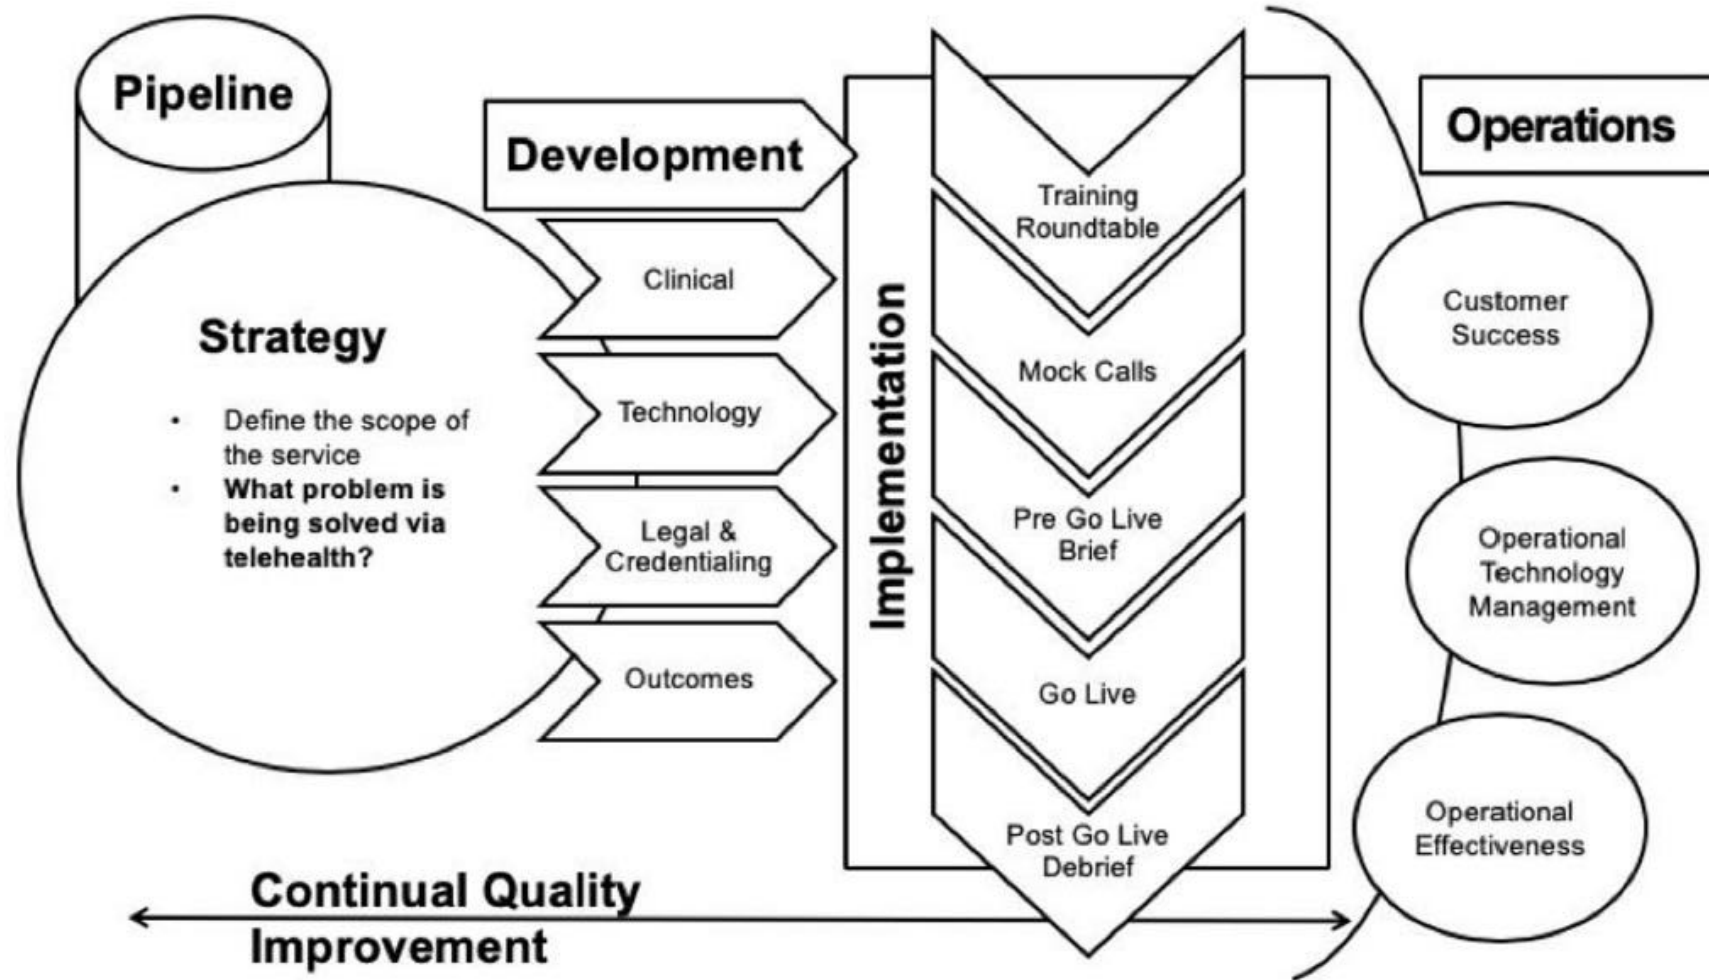 Pipeline
Strategy
• Define the scope of
the service
• What problem is
being solved via
telehealth?
Development
Clinical
Technology
Legal &
Credentialing
Outcomes
Implementation
Training
Roundtable
Mock Calls
Pre Go Live
Brief
Go Live
Post Go Live
Debrief
Operations
Customer
Success
Operational
Technology
Management
Operational
Effectiveness
Continual Quality
Improvement